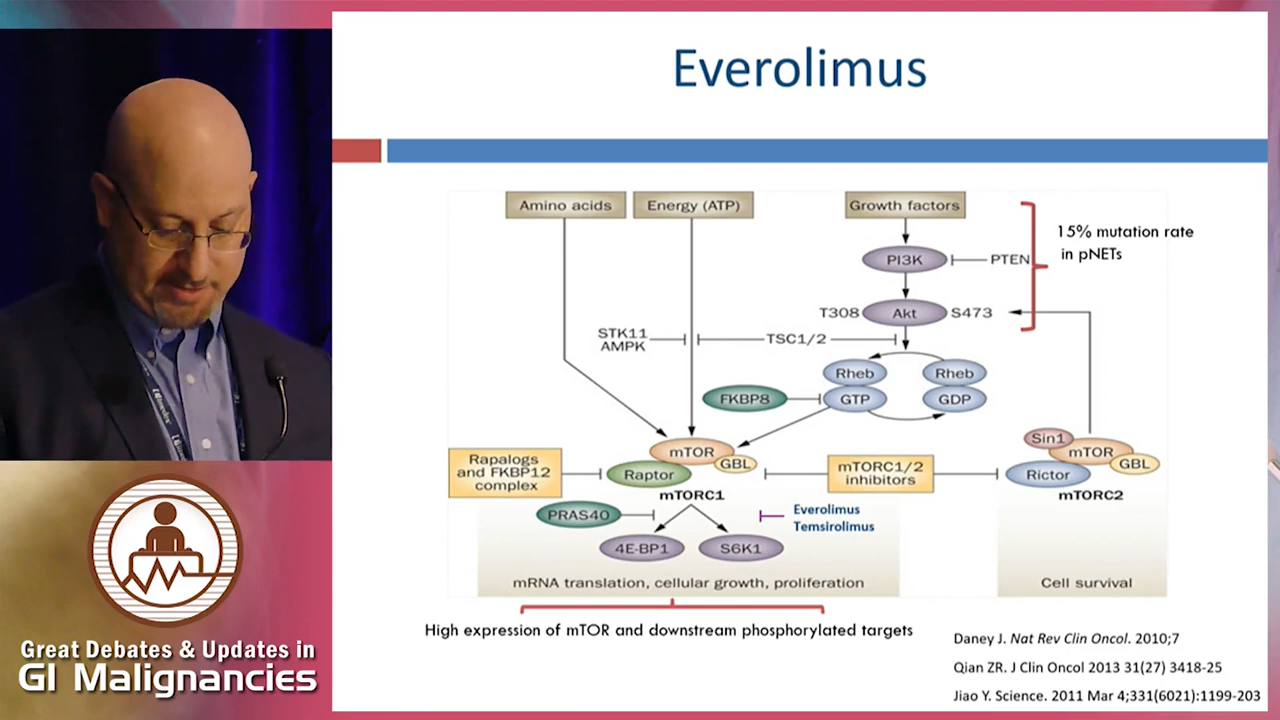 Everolimus
Amino acids
Energy (ATP)
Growth factors
15% mutation rate
in pNETs
PI3K
PTEN
T308
Akt
S473
STK11
AMPK
TSC1/2
Rheb
Rheb
FKBP8
GTP
GDP
Sin1
mTOR
mTOR
GBL
GBL
Rapalogs
and FKBP12
complex
Raptor
mTORC1/2
inhibitors
Rictor
mTORC1
mTORC2
PRAS40
Everolimus
Temsirolimus
4E-BP1
S6K1
mRNA translation, cellular growth, proliferation
Cell survival
High expression of mTOR and downstream phosphorylated targets
Daney J. Nat Rev Clin Oncol. 2010;7
Qian ZR. J Clin Oncol 2013 31(27) 3418-25
Jiao Y. Science. 2011 Mar 4;331(6021):1199-203
Great Debates & Updates in
GI Malignancies